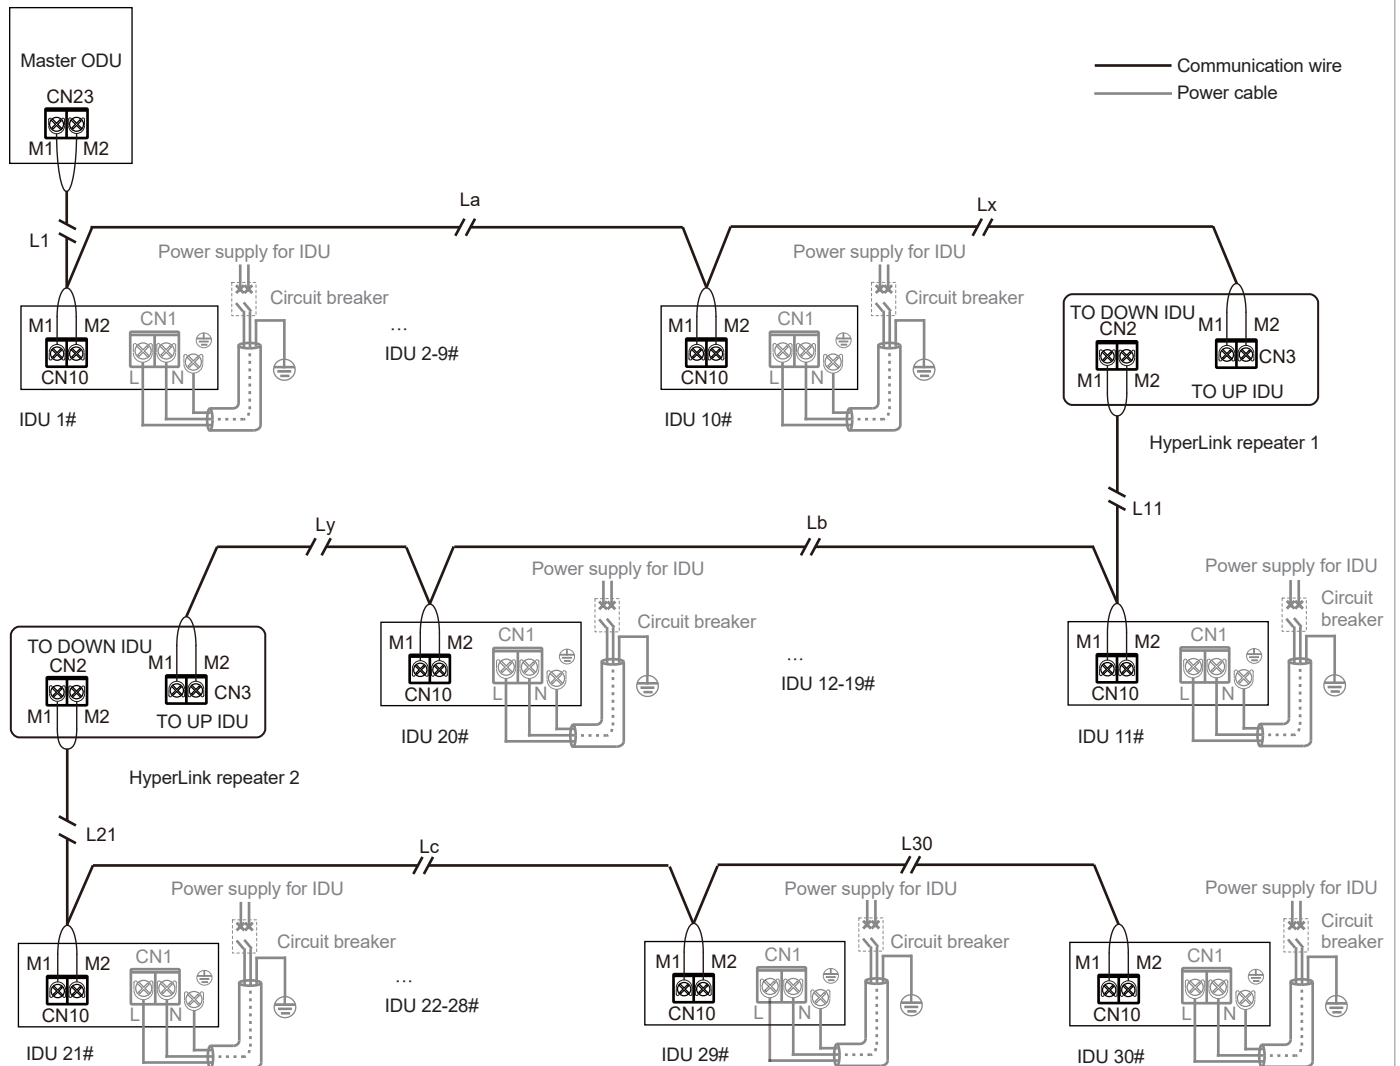 Master ODU
CN23
M1 M2
Communication wire
Power cable
L1
La
Lx
Power supply for IDU
Circuit breaker
M1 M2 CN1
CN10
L N
IDU 1#
...
IDU 2-9#
Power supply for IDU
Circuit breaker
M1 M2 CN1
CN10
L N
IDU 10#
TO DOWN IDU
CN2
M1 M2
M1 M2
CN3
TO UP IDU
HyperLink repeater 1
L11
Ly
Lb
TO DOWN IDU
CN2
M1 M2
M1 M2
CN3
TO UP IDU
HyperLink repeater 2
Power supply for IDU
Circuit breaker
M1 M2 CN1
CN10
L N
IDU 20#
...
IDU 12-19#
Power supply for IDU
Circuit
breaker
M1 M2 CN1
CN10
L N
IDU 11#
L21
Lc
L30
Power supply for IDU
Circuit breaker
M1 M2 CN1
CN10
L N
IDU 21#
...
IDU 22-28#
Power supply for IDU
Circuit breaker
M1 M2 CN1
CN10
L N
IDU 29#
Power supply for IDU
Circuit
breaker
M1 M2 CN1
CN10
L N
IDU 30#